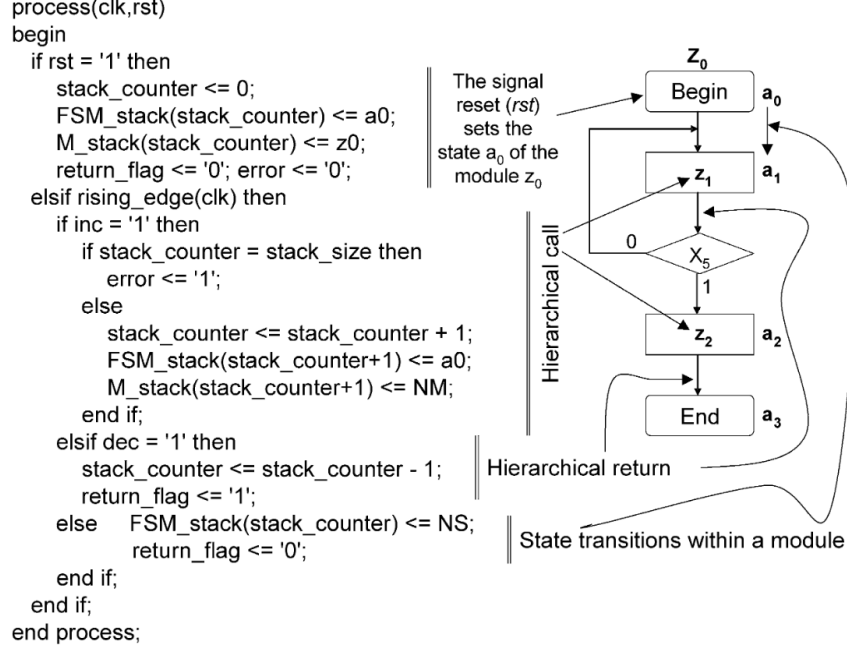 process(clk,rst)
begin
if rst = '1' then
stack_counter <= 0;
FSM_stack(stack_counter) <= a0;
M_stack(stack_counter) <= z0;
return_flag <= '0'; error <= '0';
elsif rising_edge(clk) then
if inc = '1' then
if stack_counter = stack_size then
error <= '1';
else
stack_counter <= stack_counter + 1;
FSM_stack(stack_counter+1) <= a0;
M_stack(stack_counter+1) <= NM;
end if;
elsif dec = '1' then
stack_counter <= stack_counter - 1;
return_flag <= '1';
else FSM_stack(stack_counter) <= NS;
return_flag <= '0';
end if;
end if;
end process;
The signal
reset (rst)
sets the
state a0 of the
module z0
Hierarchical call
Hierarchical return
State transitions within a module
Z0
Begin a0
z1 a1
0
X5
1
z2 a2
End a3